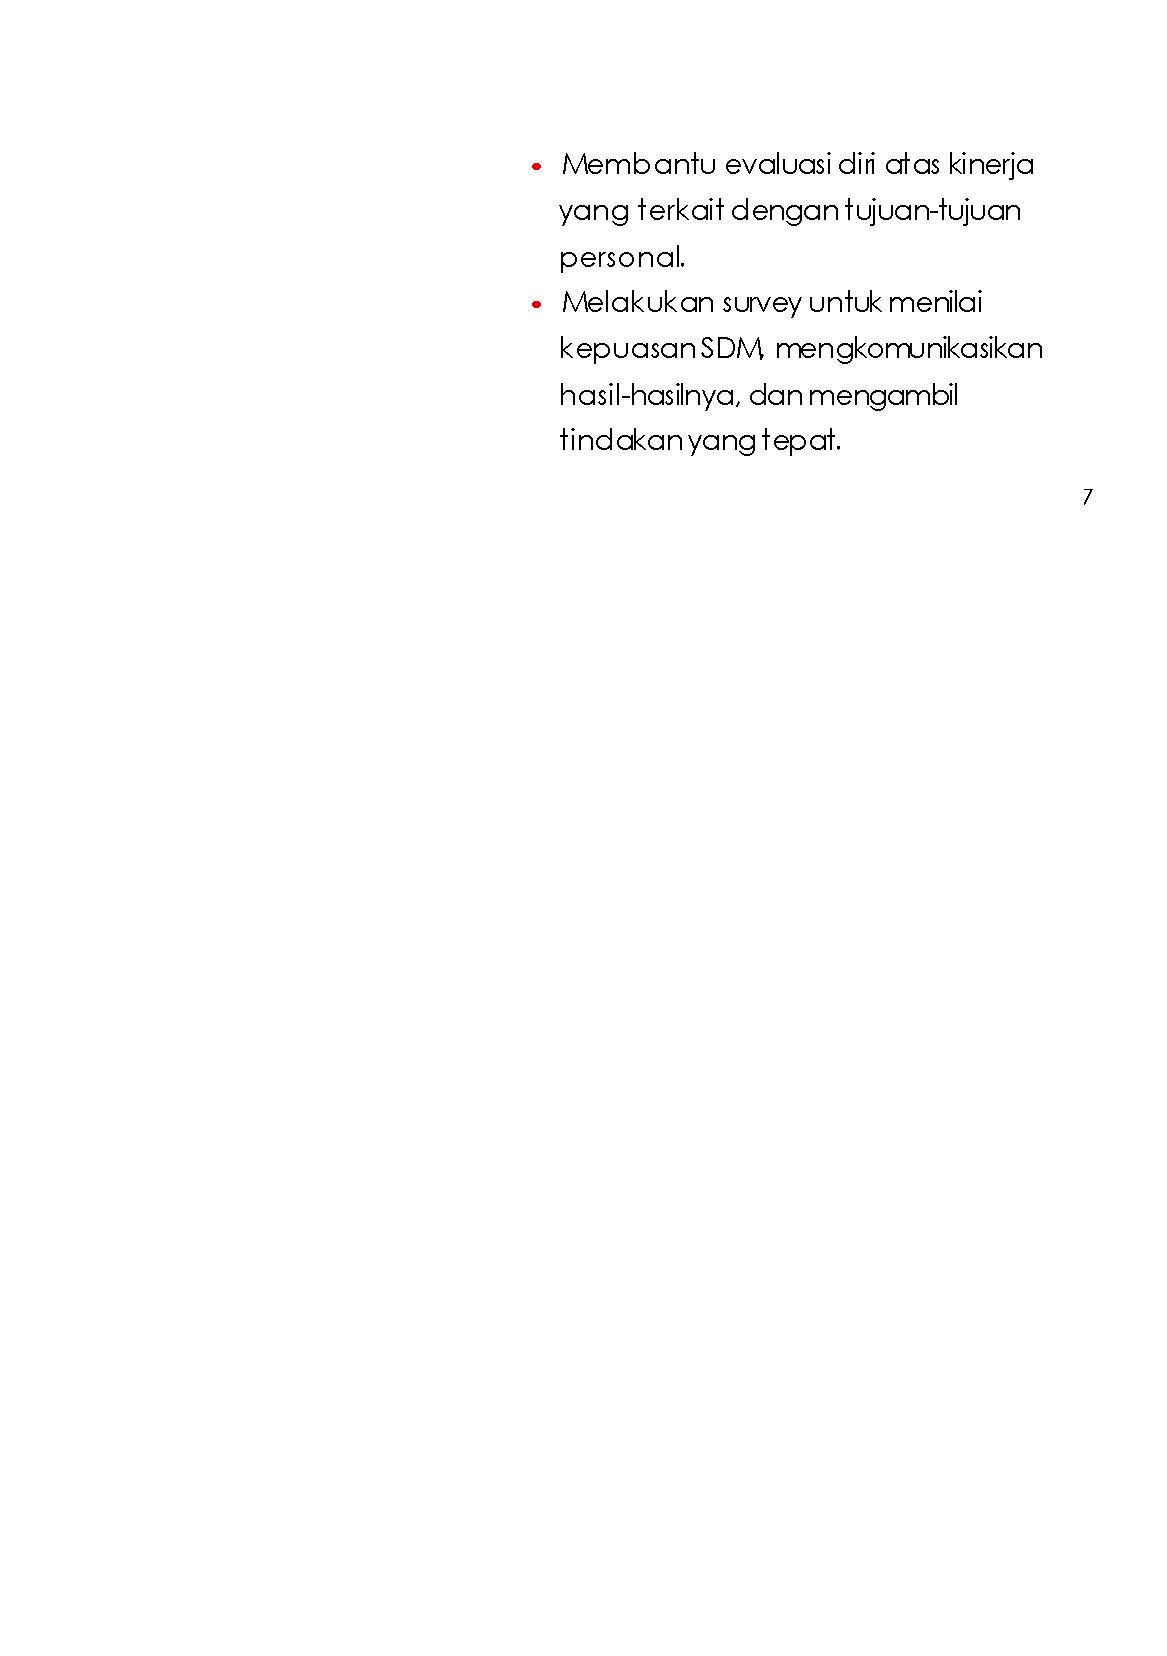 • Membantu evaluasi diri atas kinerja
yang terkait dengan tujuan-tujuan
personal.
• Melakukan survey untuk menilai
kepuasan SDM, mengkomunikasikan
hasil-hasilnya, dan mengambil
tindakan yang tepat.
7